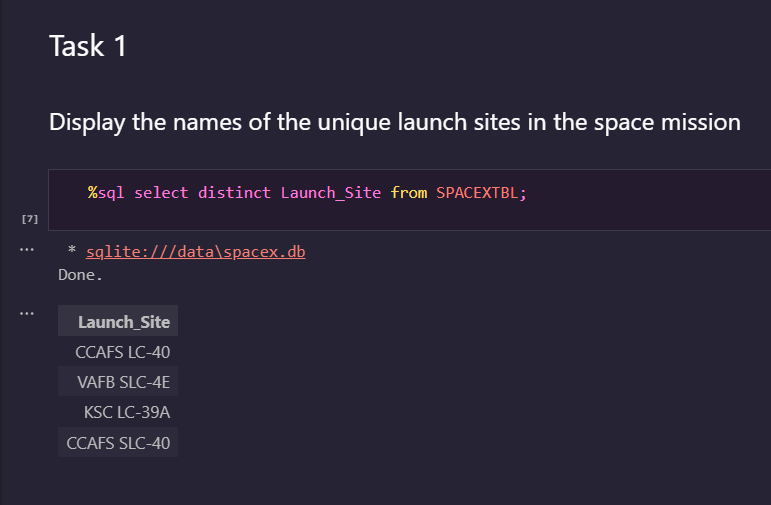 Task 1
Display the names of the unique launch sites in the space mission
%sql select distinct Launch_Site from SPACEXTBL;
[7]
...
* sqlite:///data\spacex.db
Done.
...
Launch_Site
CCAFS LC-40
VAFB SLC-4E
KSC LC-39A
CCAFS SLC-40